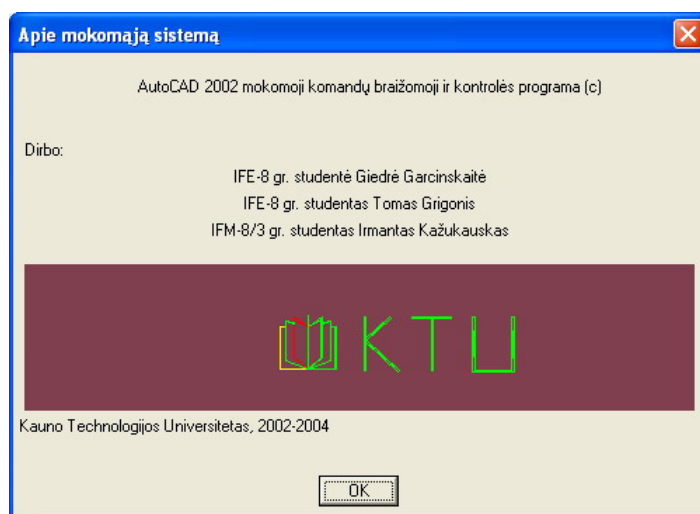 Apie mokomąją sistemą
AutoCAD 2002 mokomoji komandų braižomoji ir kontrolės programa (c)
Dirbo:
IFE-8 gr. studentė Giedrė Garcinskaitė
IFE-8 gr. studentas Tomas Grigonis
IFM-8/3 gr. studentas Irmantas Kažukauskas
KTU
Kauno Technologijos Universitetas, 2002-2004
OK